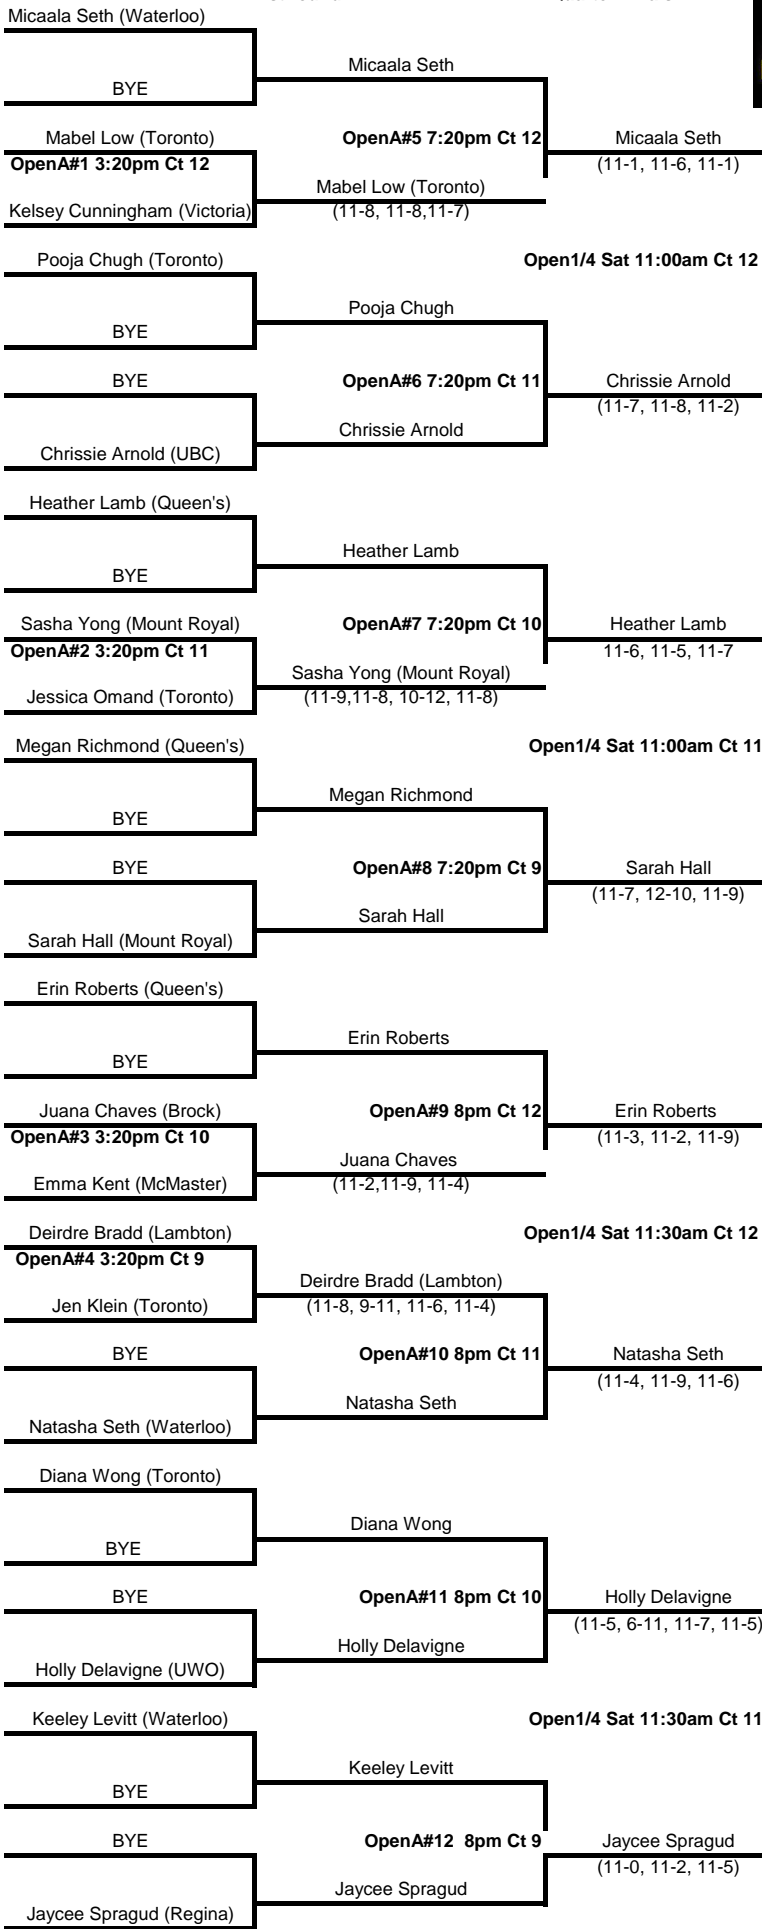 Micaala Seth (Waterloo)
Micaala Seth
BYE
Mabel Low (Toronto)
OpenA#5 7:20pm Ct 12
Micaala Seth
OpenA#1 3:20pm Ct 12
(11-1, 11-6, 11-1)
Mabel Low (Toronto)
Kelsey Cunningham (Victoria)
(11-8, 11-8,11-7)
Pooja Chugh (Toronto)
Open1/4 Sat 11:00am Ct 12
Pooja Chugh
BYE
BYE
OpenA#6 7:20pm Ct 11
Chrissie Arnold
(11-7, 11-8, 11-2)
Chrissie Arnold
Chrissie Arnold (UBC)
Heather Lamb (Queen's)
Heather Lamb
BYE
Sasha Yong (Mount Royal)
OpenA#7 7:20pm Ct 10
Heather Lamb
OpenA#2 3:20pm Ct 11
11-6, 11-5, 11-7
Sasha Yong (Mount Royal)
Jessica Omand (Toronto)
(11-9,11-8, 10-12, 11-8)
Megan Richmond (Queen's)
Open1/4 Sat 11:00am Ct 11
Megan Richmond
BYE
BYE
OpenA#8 7:20pm Ct 9
Sarah Hall
(11-7, 12-10, 11-9)
Sarah Hall
Sarah Hall (Mount Royal)
Erin Roberts (Queen's)
Erin Roberts
BYE
Juana Chaves (Brock)
OpenA#9 8pm Ct 12
Erin Roberts
OpenA#3 3:20pm Ct 10
(11-3, 11-2, 11-9)
Juana Chaves
Emma Kent (McMaster)
(11-2,11-9, 11-4)
Deirdre Bradd (Lambton)
Open1/4 Sat 11:30am Ct 12
OpenA#4 3:20pm Ct 9
Deirdre Bradd (Lambton)
Jen Klein (Toronto)
(11-8, 9-11, 11-6, 11-4)
BYE
OpenA#10 8pm Ct 11
Natasha Seth
(11-4, 11-9, 11-6)
Natasha Seth
Natasha Seth (Waterloo)
Diana Wong (Toronto)
Diana Wong
BYE
BYE
OpenA#11 8pm Ct 10
Holly Delavigne
(11-5, 6-11, 11-7, 11-5)
Holly Delavigne
Holly Delavigne (UWO)
Keeley Levitt (Waterloo)
Open1/4 Sat 11:30am Ct 11
Keeley Levitt
BYE
BYE
OpenA#12 8pm Ct 9
Jaycee Spragud
(11-0, 11-2, 11-5)
Jaycee Spragud
Jaycee Spragud (Regina)